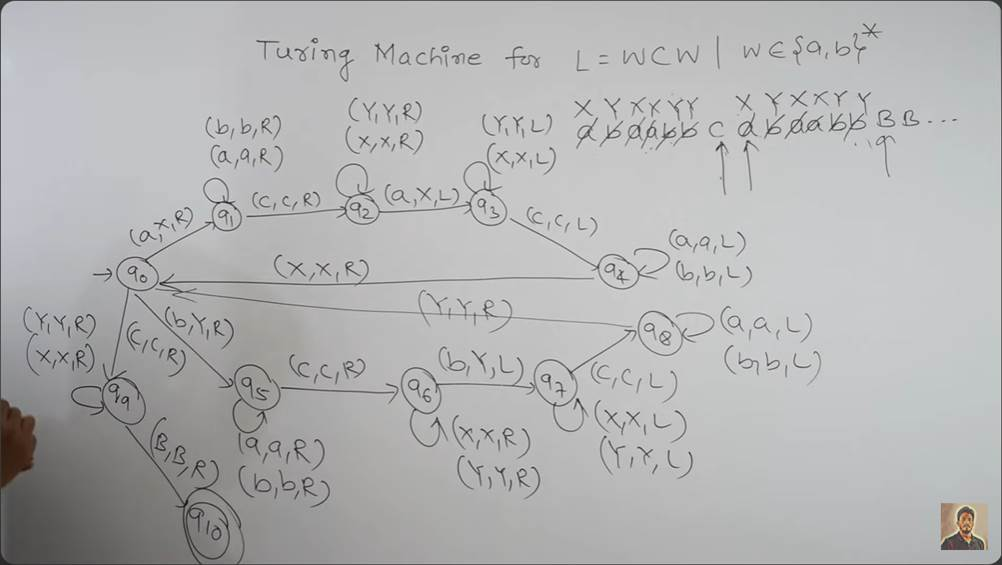 Turing Machine for L = WCW | W∈{a,b}*
X Y X X Y Y X Y X X Y Y
a b a a b b C a b a a b b B B ...
(b,b,R)
(a,a,R)
(Y,Y,R)
(X,X,R)
(Y,Y,L)
(X,X,L)
(a,X,R)
q1
(C,C,R)
q2
(a,X,L)
q3
(C,C,L)
q0
(X,X,R)
q4
(a,a,L)
(b,b,L)
(Y,Y,R)
q8
(a,a,L)
(b,b,L)
(Y,Y,R)
(X,X,R)
(C,C,R)
(b,Y,R)
q9
q5
(C,C,R)
q6
(b,Y,L)
q7
(C,C,L)
(a,a,R)
(b,b,R)
(X,X,R)
(Y,Y,R)
(X,X,L)
(Y,Y,L)
(B,B,R)
q10